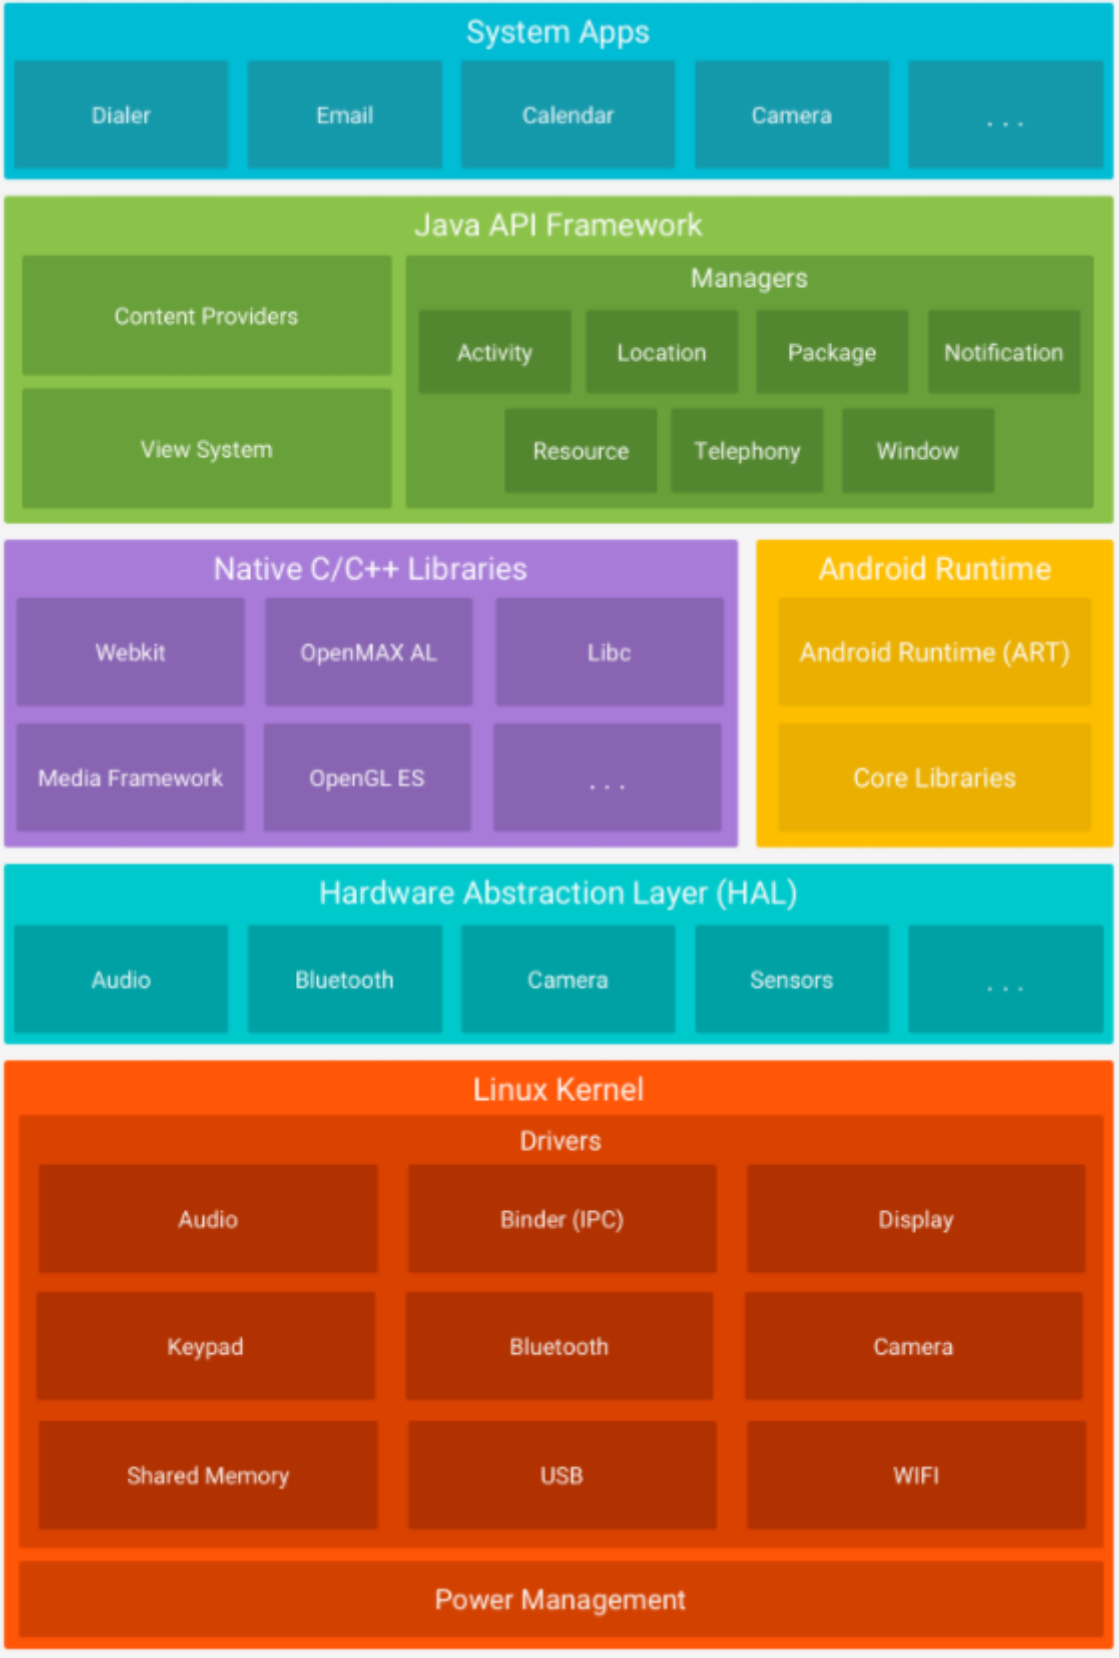 System Apps
Dialer Email Calendar Camera . . .
Java API Framework
Content Providers
View System
Managers
Activity Location Package Notification
Resource Telephony Window
Native C/C++ Libraries
Webkit OpenMAX AL Libc
Media Framework OpenGL ES . . .
Android Runtime
Android Runtime (ART)
Core Libraries
Hardware Abstraction Layer (HAL)
Audio Bluetooth Camera Sensors . . .
Linux Kernel
Drivers
Audio Binder (IPC) Display
Keypad Bluetooth Camera
Shared Memory USB WIFI
Power Management